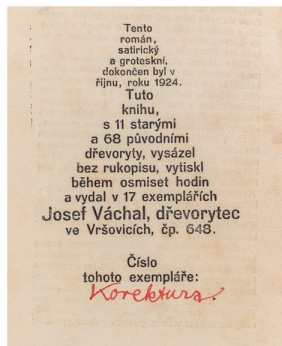 Tento
román,
satirický
a groteskní,
dokončen byl v
říjnu, roku 1924.
Tuto
knihu,
s 11 starými
a 68 původními
dřevoryty, vysázel
bez rukopisu, vytiskl
během osmiset hodin
a vydal v 17 exemplářích
Josef Váchal, dřevorytec
ve Vršovicích, čp. 648.
Číslo
tohoto exempláře:
Korektura.